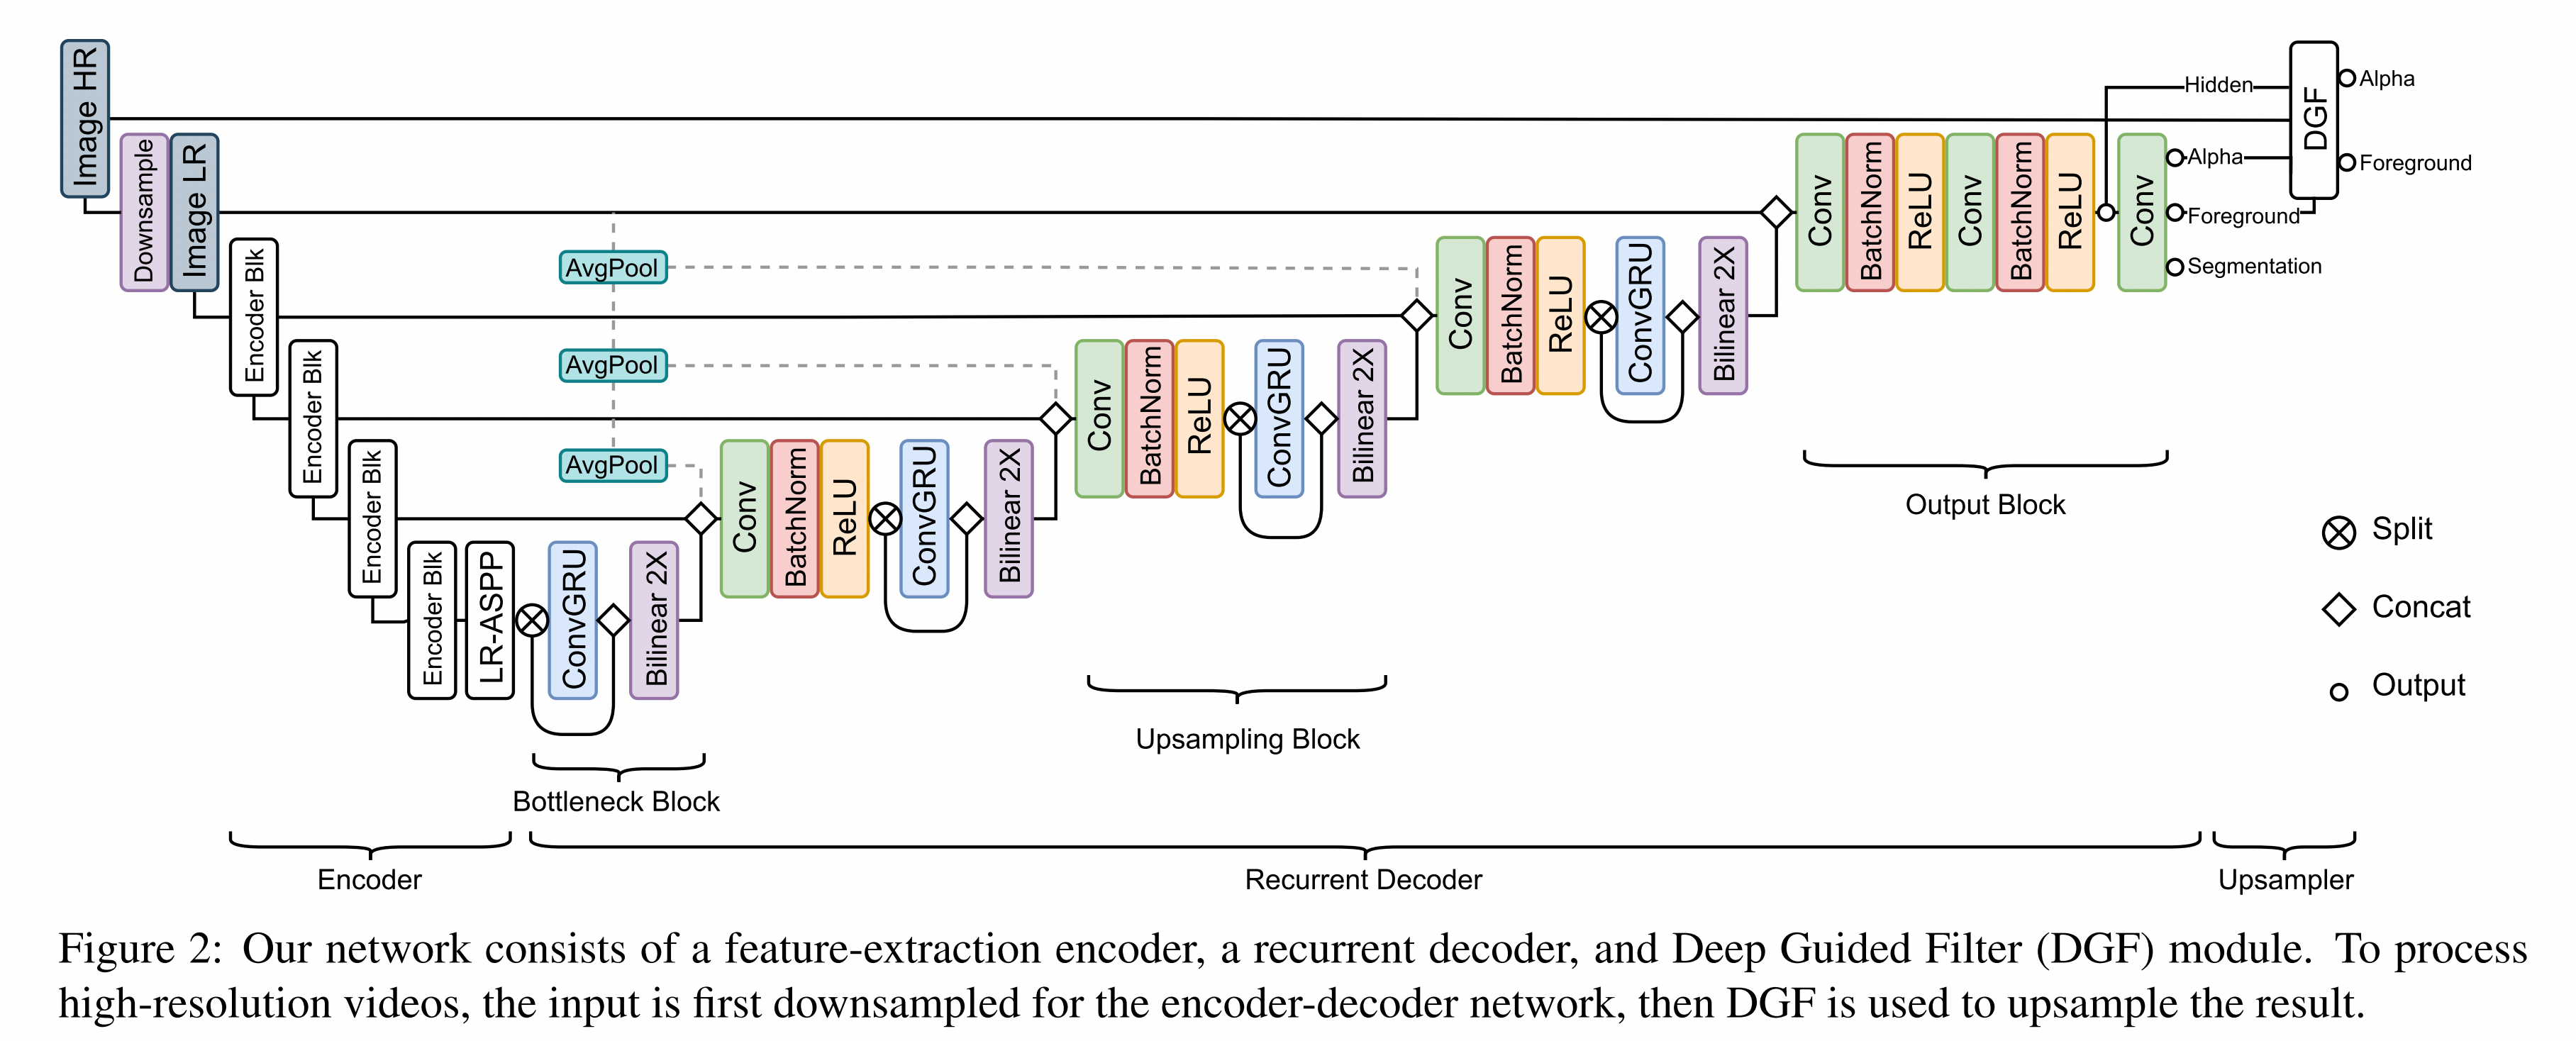 Image HR
Downsample
Image LR
Encoder Blk
Encoder Blk
Encoder Blk
Encoder Blk
LR-ASPP
ConvGRU
Bilinear 2X
AvgPool
AvgPool
AvgPool
Conv
BatchNorm
ReLU
ConvGRU
Bilinear 2X
Conv
BatchNorm
ReLU
ConvGRU
Bilinear 2X
Conv
BatchNorm
ReLU
ConvGRU
Bilinear 2X
Conv
BatchNorm
ReLU
Conv
BatchNorm
ReLU
Conv
Hidden
Alpha
Foreground
Segmentation
DGF
Alpha
Foreground
Output Block
Upsampling Block
Bottleneck Block
Split
Concat
Output
Encoder
Recurrent Decoder
Upsampler
Figure 2: Our network consists of a feature-extraction encoder, a recurrent decoder, and Deep Guided Filter (DGF) module. To process
high-resolution videos, the input is first downsampled for the encoder-decoder network, then DGF is used to upsample the result.